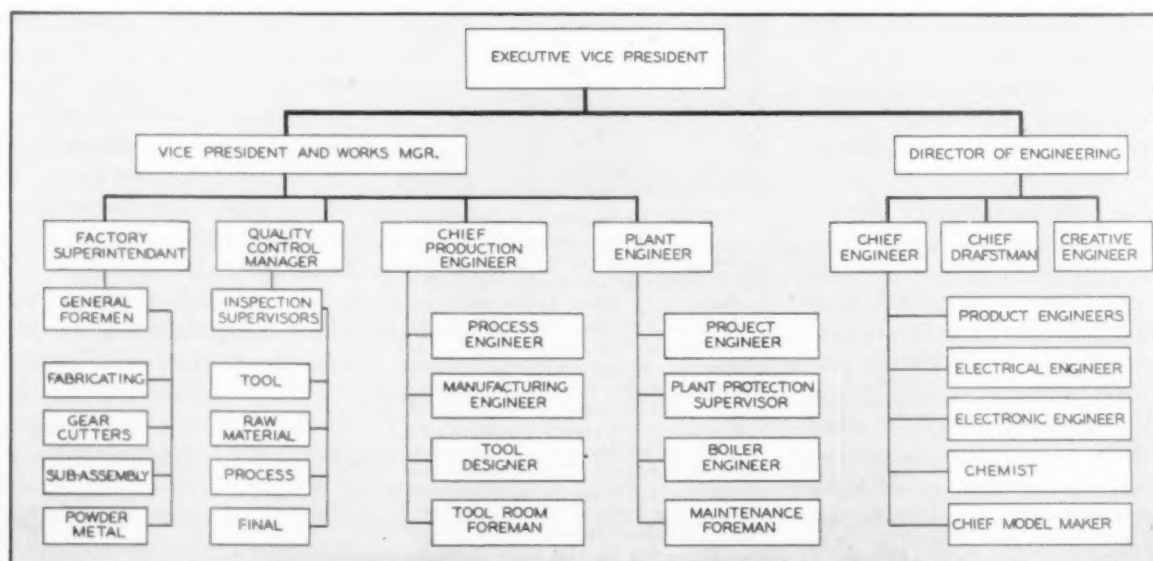 EXECUTIVE VICE PRESIDENT
VICE PRESIDENT AND WORKS MGR.
DIRECTOR OF ENGINEERING
FACTORY
SUPERINTENDANT
QUALITY
CONTROL
MANAGER
CHIEF
PRODUCTION
ENGINEER
PLANT
ENGINEER
CHIEF
ENGINEER
CHIEF
DRAFSTMAN
CREATIVE
ENGINEER
GENERAL
FOREMEN
FABRICATING
GEAR
CUTTERS
SUB-ASSEMBLY
POWDER
METAL
INSPECTION
SUPERVISORS
TOOL
RAW
MATERIAL
PROCESS
FINAL
PROCESS
ENGINEER
MANUFACTURING
ENGINEER
TOOL
DESIGNER
TOOL ROOM
FOREMAN
PROJECT
ENGINEER
PLANT PROTECTION
SUPERVISOR
BOILER
ENGINEER
MAINTENANCE
FOREMAN
PRODUCT ENGINEERS
ELECTRICAL ENGINEER
ELECTRONIC ENGINEER
CHEMIST
CHIEF MODEL MAKER